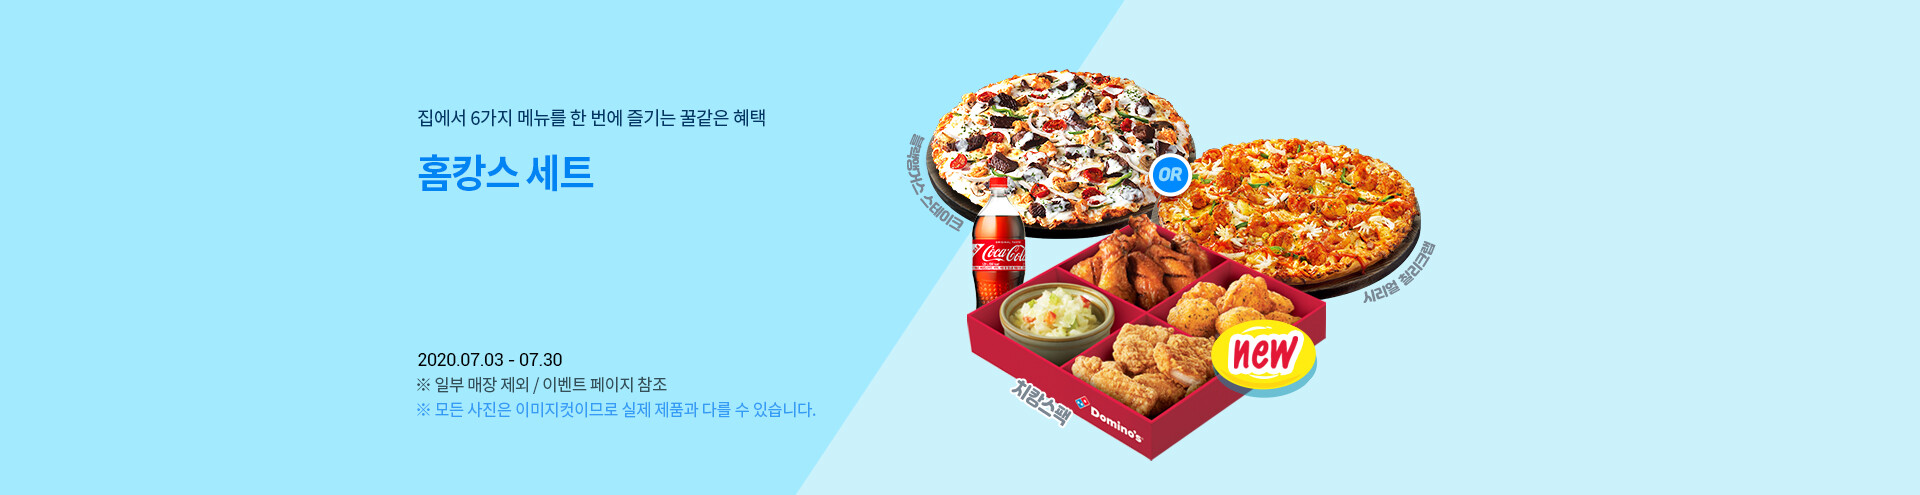 집에서 6가지 메뉴를 한 번에 즐기는 꿀같은 혜택
홈캉스 세트
2020.07.03 - 07.30
※ 일부 매장 제외 / 이벤트 페이지 참조
※ 모든 사진은 이미지컷이므로 실제 제품과 다를 수 있습니다.
블랙앵거스 스테이크
OR
시리얼 칠리크랩
Coca-Cola
new
치캉스팩
Domino's